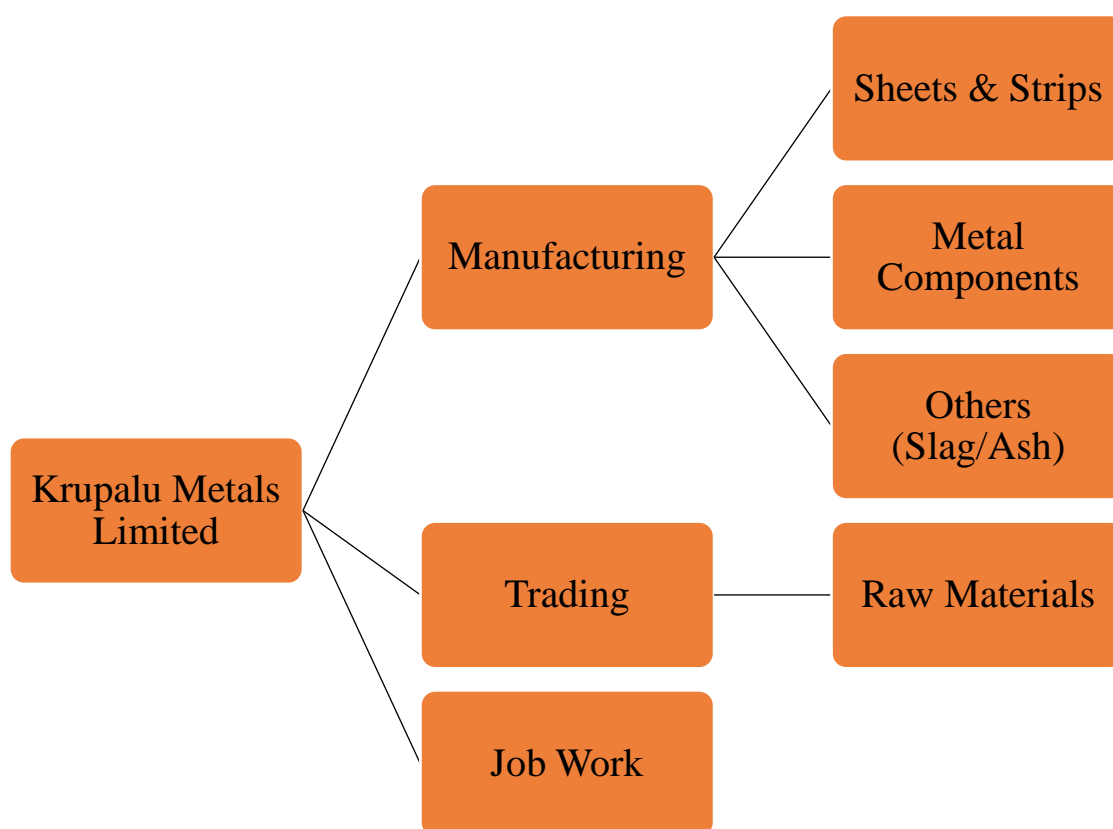 Krupalu Metals
Limited
Manufacturing
Sheets & Strips
Metal
Components
Others
(Slag/Ash)
Trading
Raw Materials
Job Work